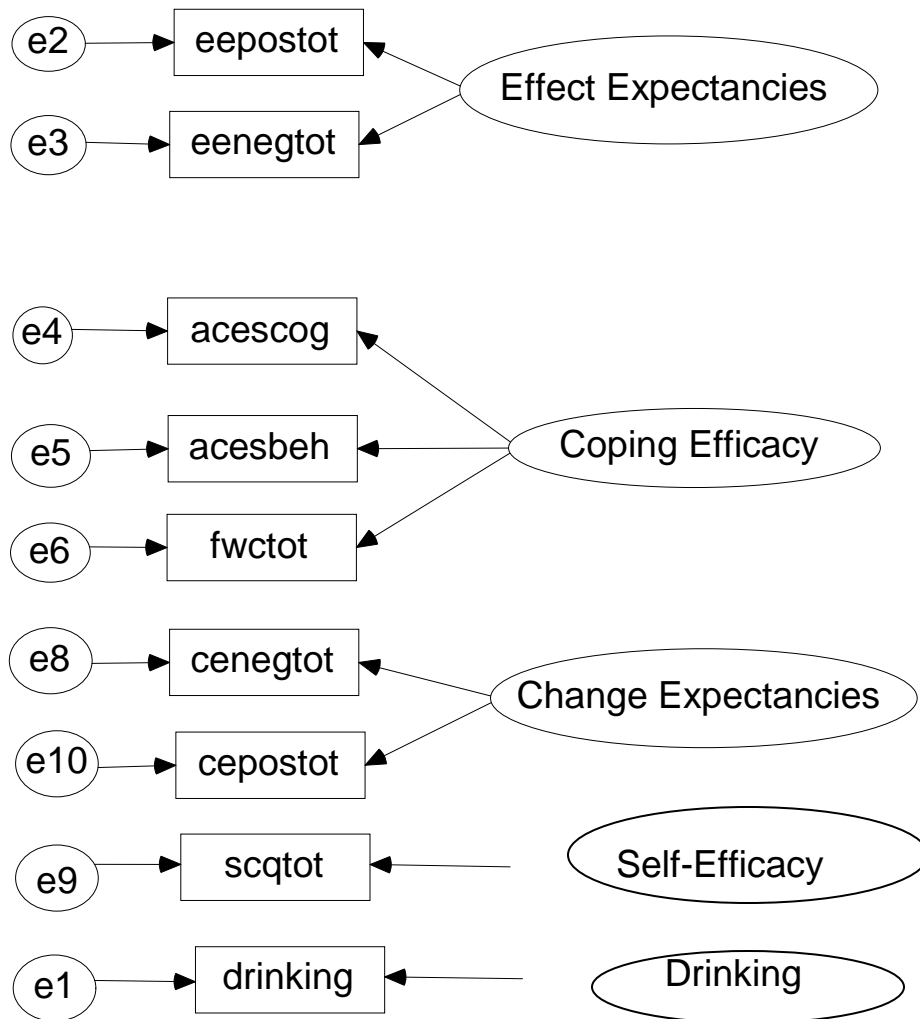 e2
eepostot
Effect Expectancies
e3
eenegtot
e4
acescog
e5
acesbeh
Coping Efficacy
e6
fwctot
e8
cenegtot
Change Expectancies
e10
cepostot
e9
scqtot
Self-Efficacy
e1
drinking
Drinking